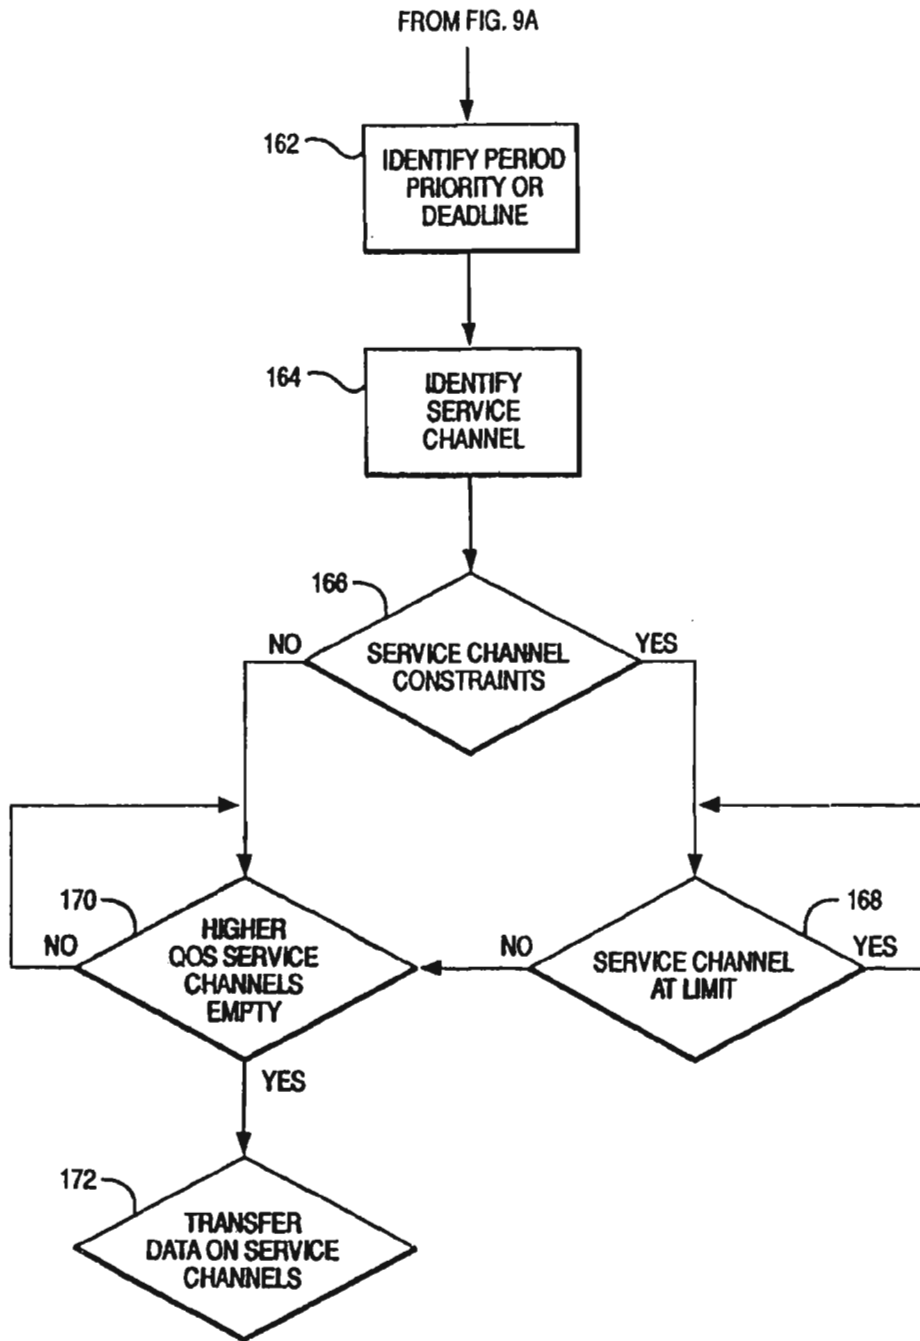 FROM FIG. 9A
162
IDENTIFY PERIOD
PRIORITY OR
DEADLINE
164
IDENTIFY
SERVICE
CHANNEL
166
NO
YES
SERVICE CHANNEL
CONSTRAINTS
170
NO
HIGHER
QOS SERVICE
CHANNELS
EMPTY
NO
168
YES
SERVICE CHANNEL
AT LIMIT
YES
172
TRANSFER
DATA ON SERVICE
CHANNELS